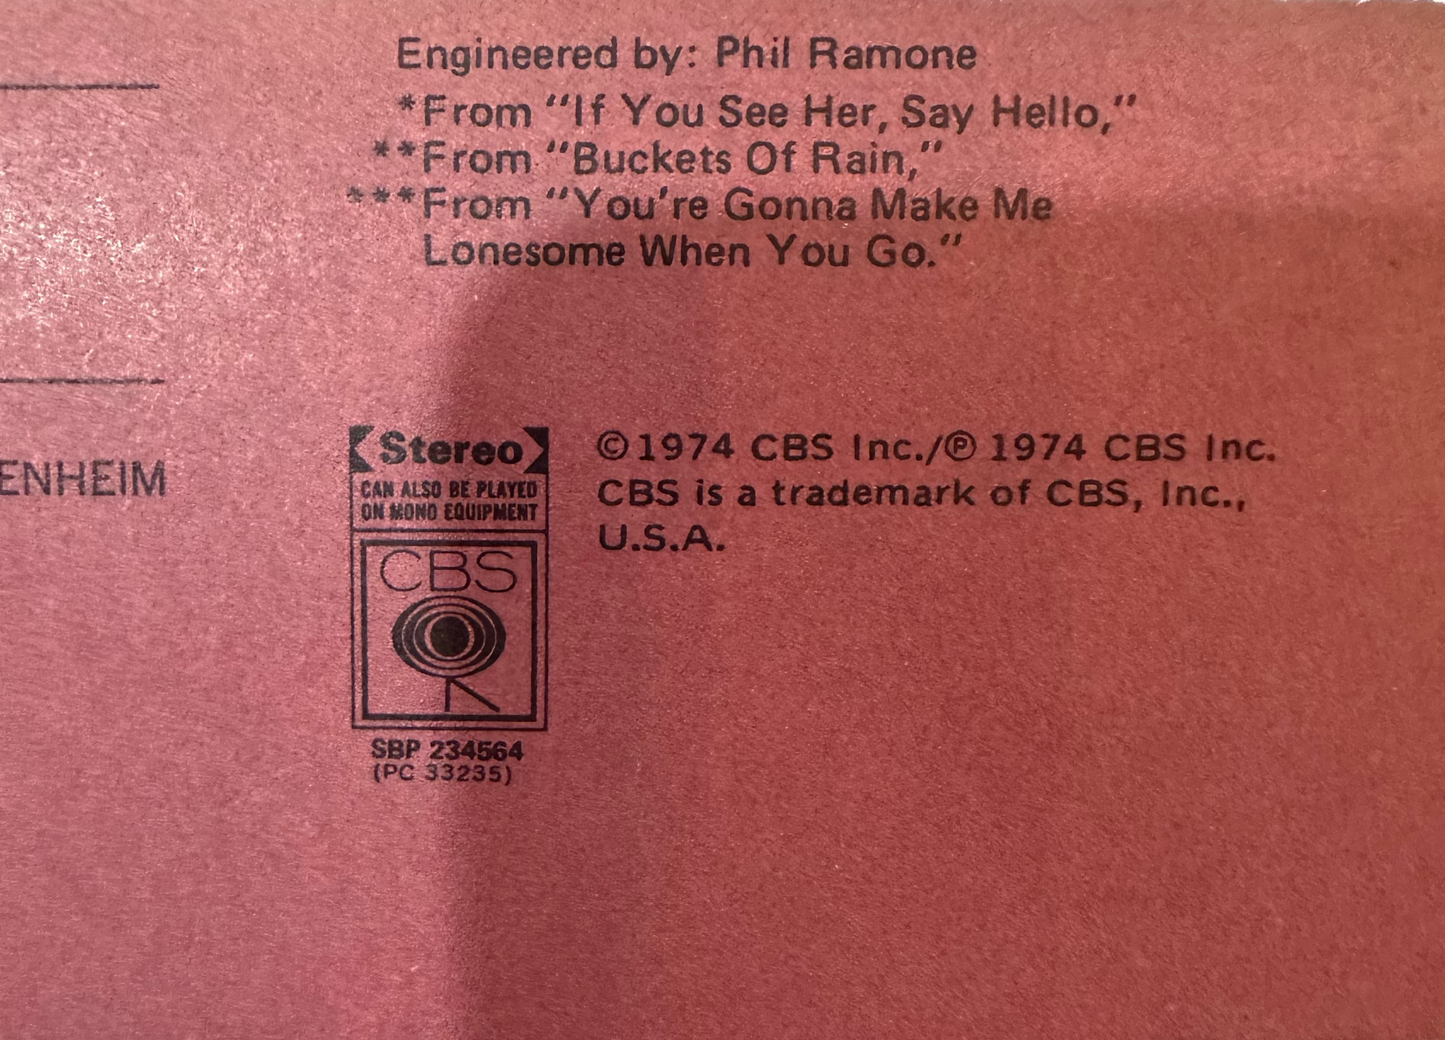 Engineered by: Phil Ramone
*From "If You See Her, Say Hello,"
**From "Buckets Of Rain,"
***From "You're Gonna Make Me
Lonesome When You Go."
ENHEIM
Stereo
CAN ALSO BE PLAYED
ON MONO EQUIPMENT
CBS
SBP 234564
(PC 33235)
©1974 CBS Inc./℗ 1974 CBS Inc.
CBS is a trademark of CBS, Inc.,
U.S.A.